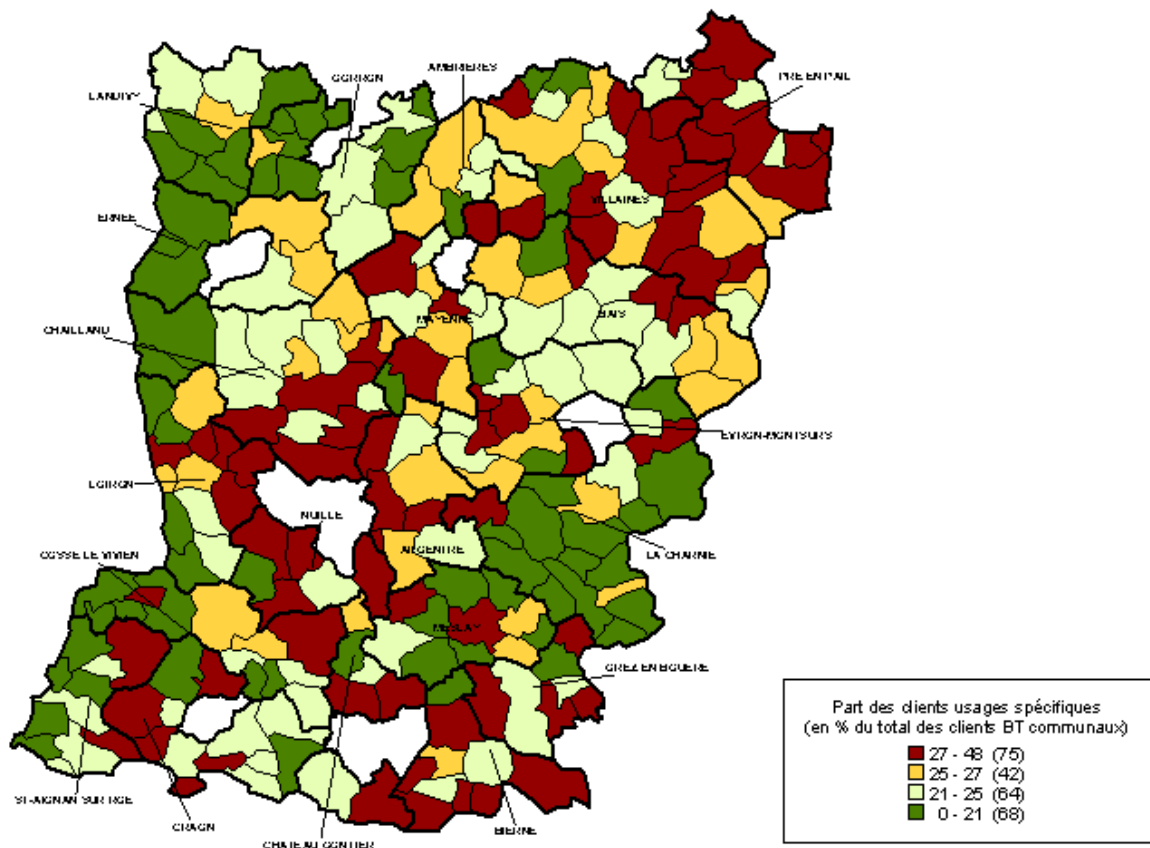 GORRON
AMBRIERES
PRE EN PAIL
LANDIVY
VILLAINES
ERNEE
MAYENNE
BAIS
CHAILLAND
EVRON-MONTSURS
LOIRON
NUILLE
ARGENTRE
LA CHARNIE
COSSE LE VIVIEN
MESLAY
GREZ EN BOUERE
ST-AIGNAN SUR ROE
CRAON
BIERNE
CHATEAU GONTIER
Part des clients usages spécifiques
(en % du total des clients BT communaux)
27 - 48 (75)
25 - 27 (42)
21 - 25 (64)
0 - 21 (68)